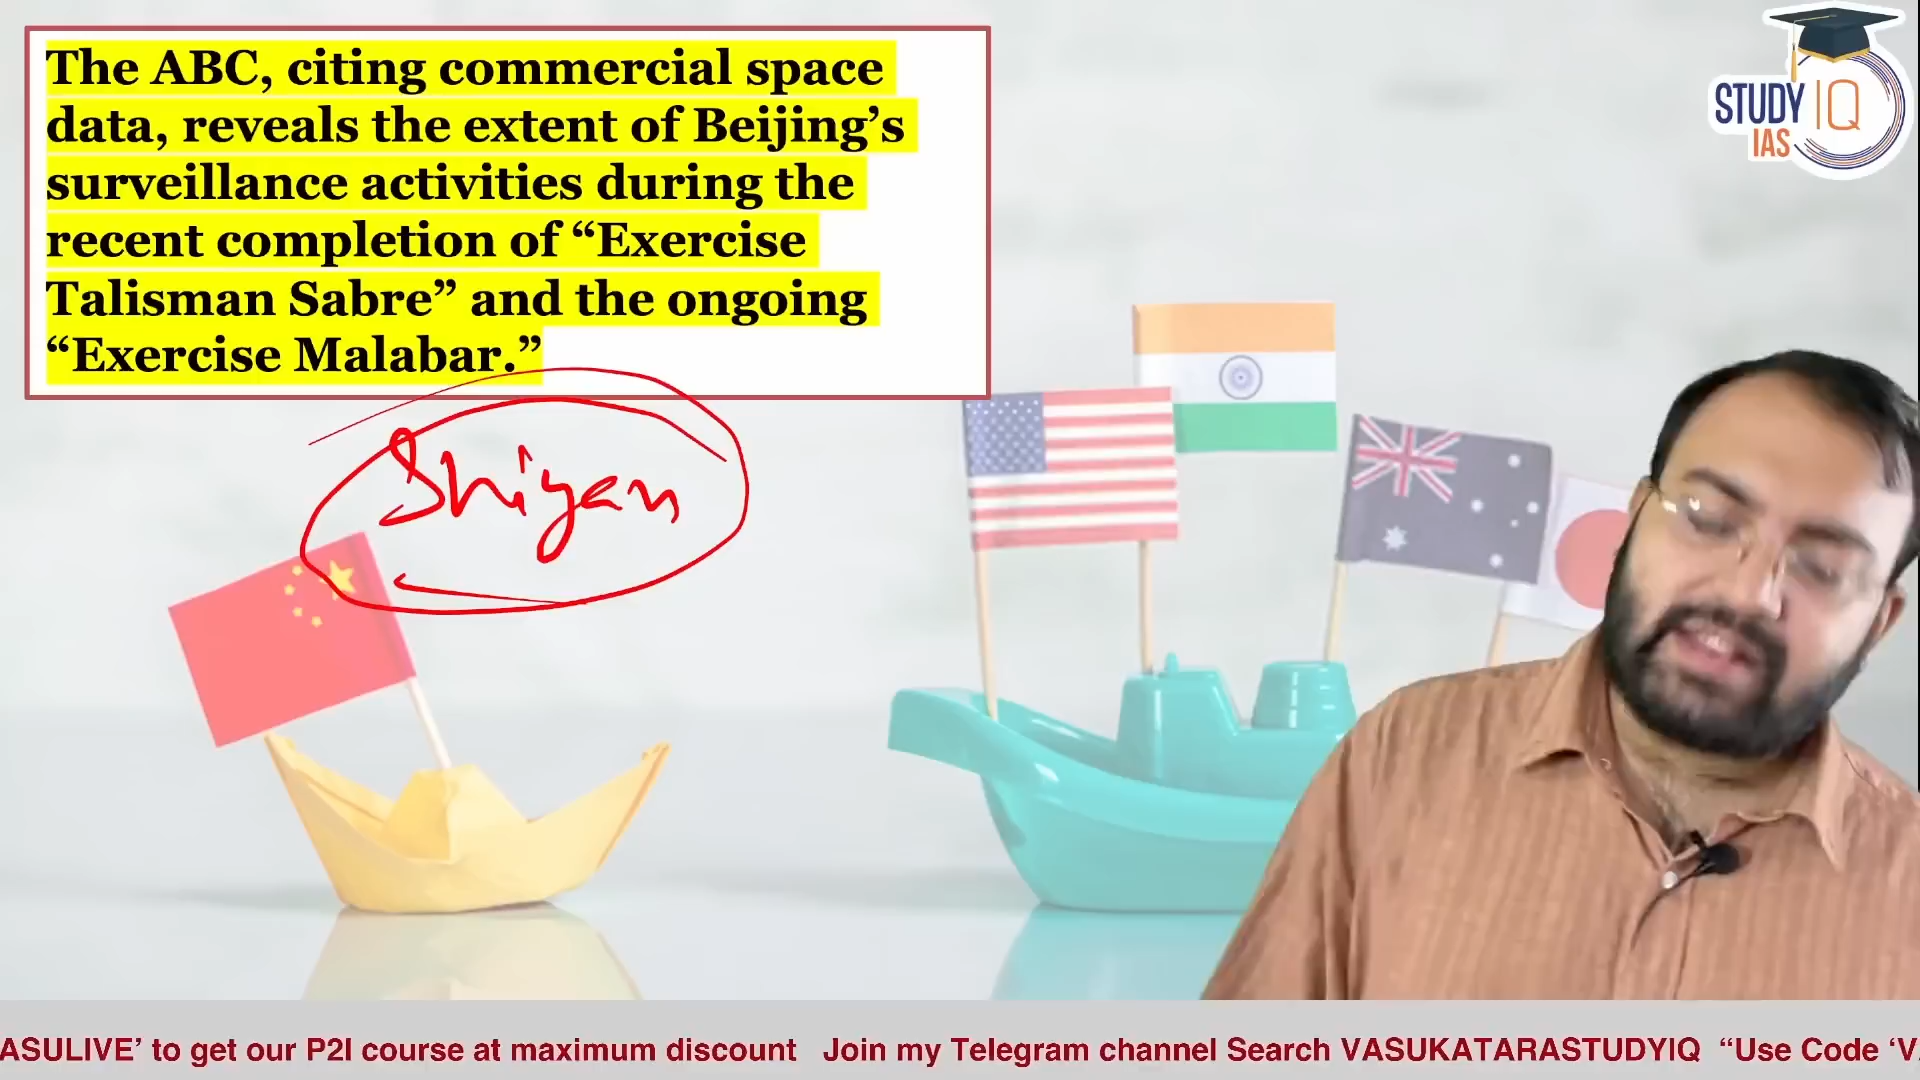 The ABC, citing commercial space
data, reveals the extent of Beijing’s
surveillance activities during the
recent completion of “Exercise
Talisman Sabre” and the ongoing
“Exercise Malabar.”
STUDY IQ
IAS
Shiyan
ASULIVE’ to get our P2I course at maximum discount Join my Telegram channel Search VASUKATARASTUDYIQ “Use Code ‘V